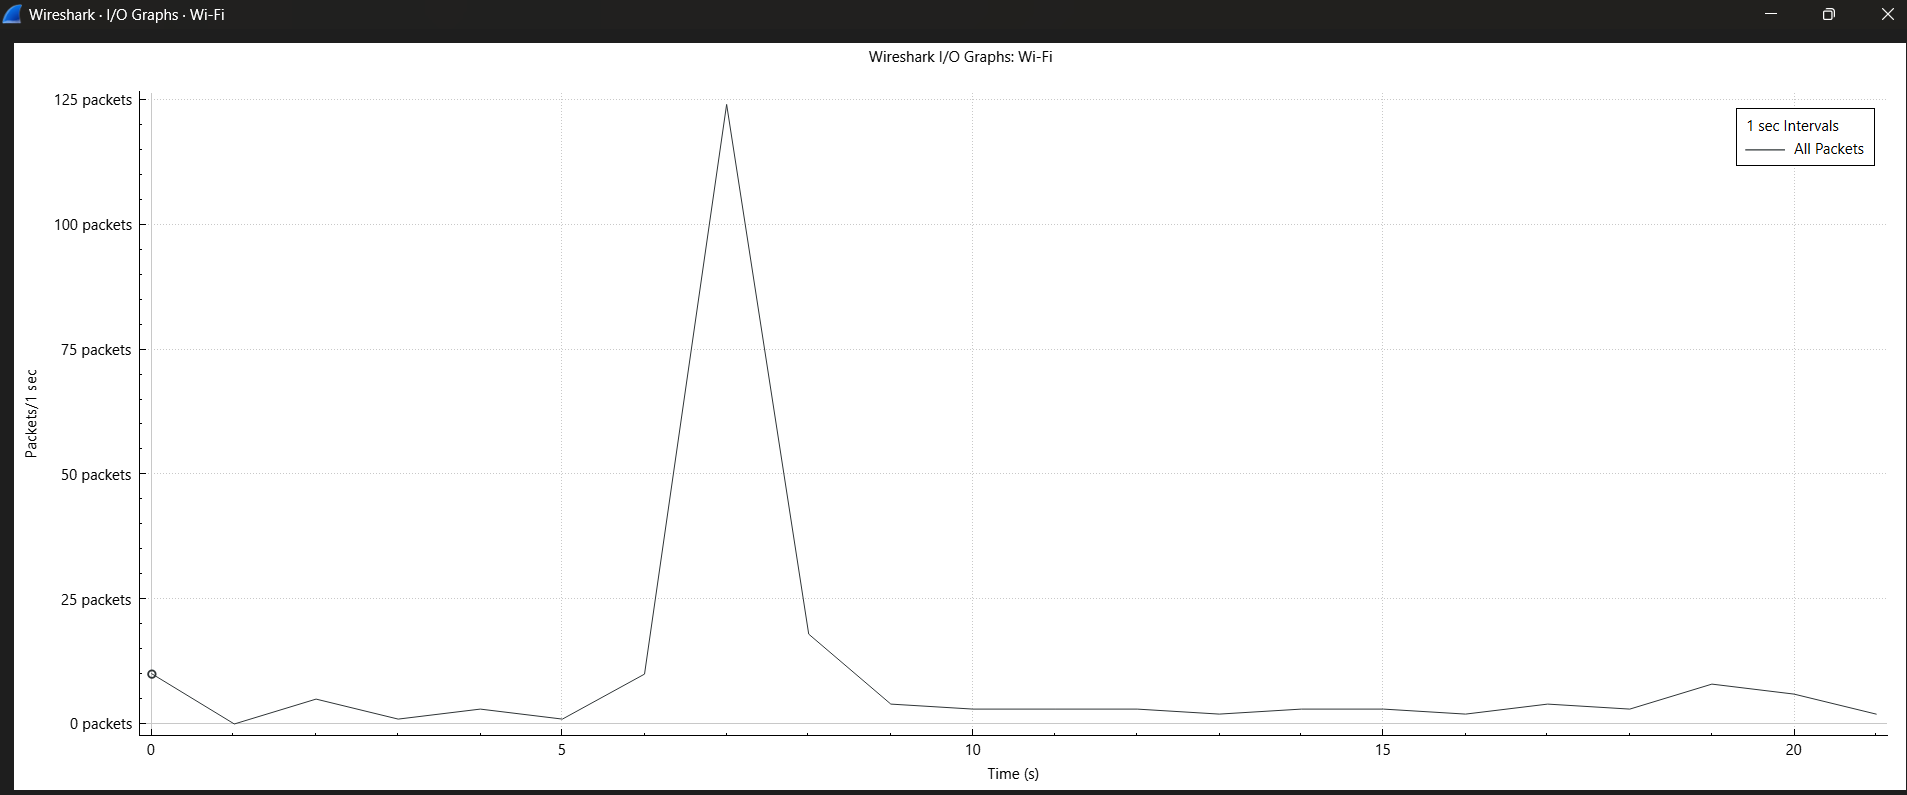 Wireshark · I/O Graphs · Wi-Fi
Wireshark I/O Graphs: Wi-Fi
125 packets
100 packets
75 packets
50 packets
25 packets
0 packets
Packets/1 sec
1 sec Intervals
All Packets
0 5 10 15 20
Time (s)